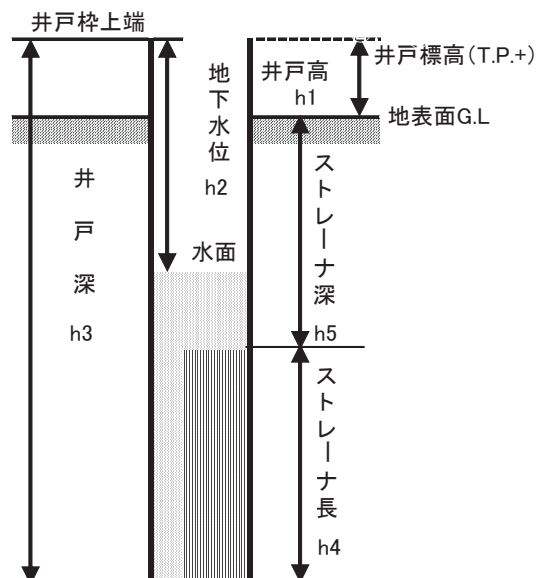 井戸枠上端
井戸標高(T.P.+)
井戸高
h1
地表面G.L
地下水位
h2
井戸深
h3
水面
ストレーナ深
h5
ストレーナ長
h4